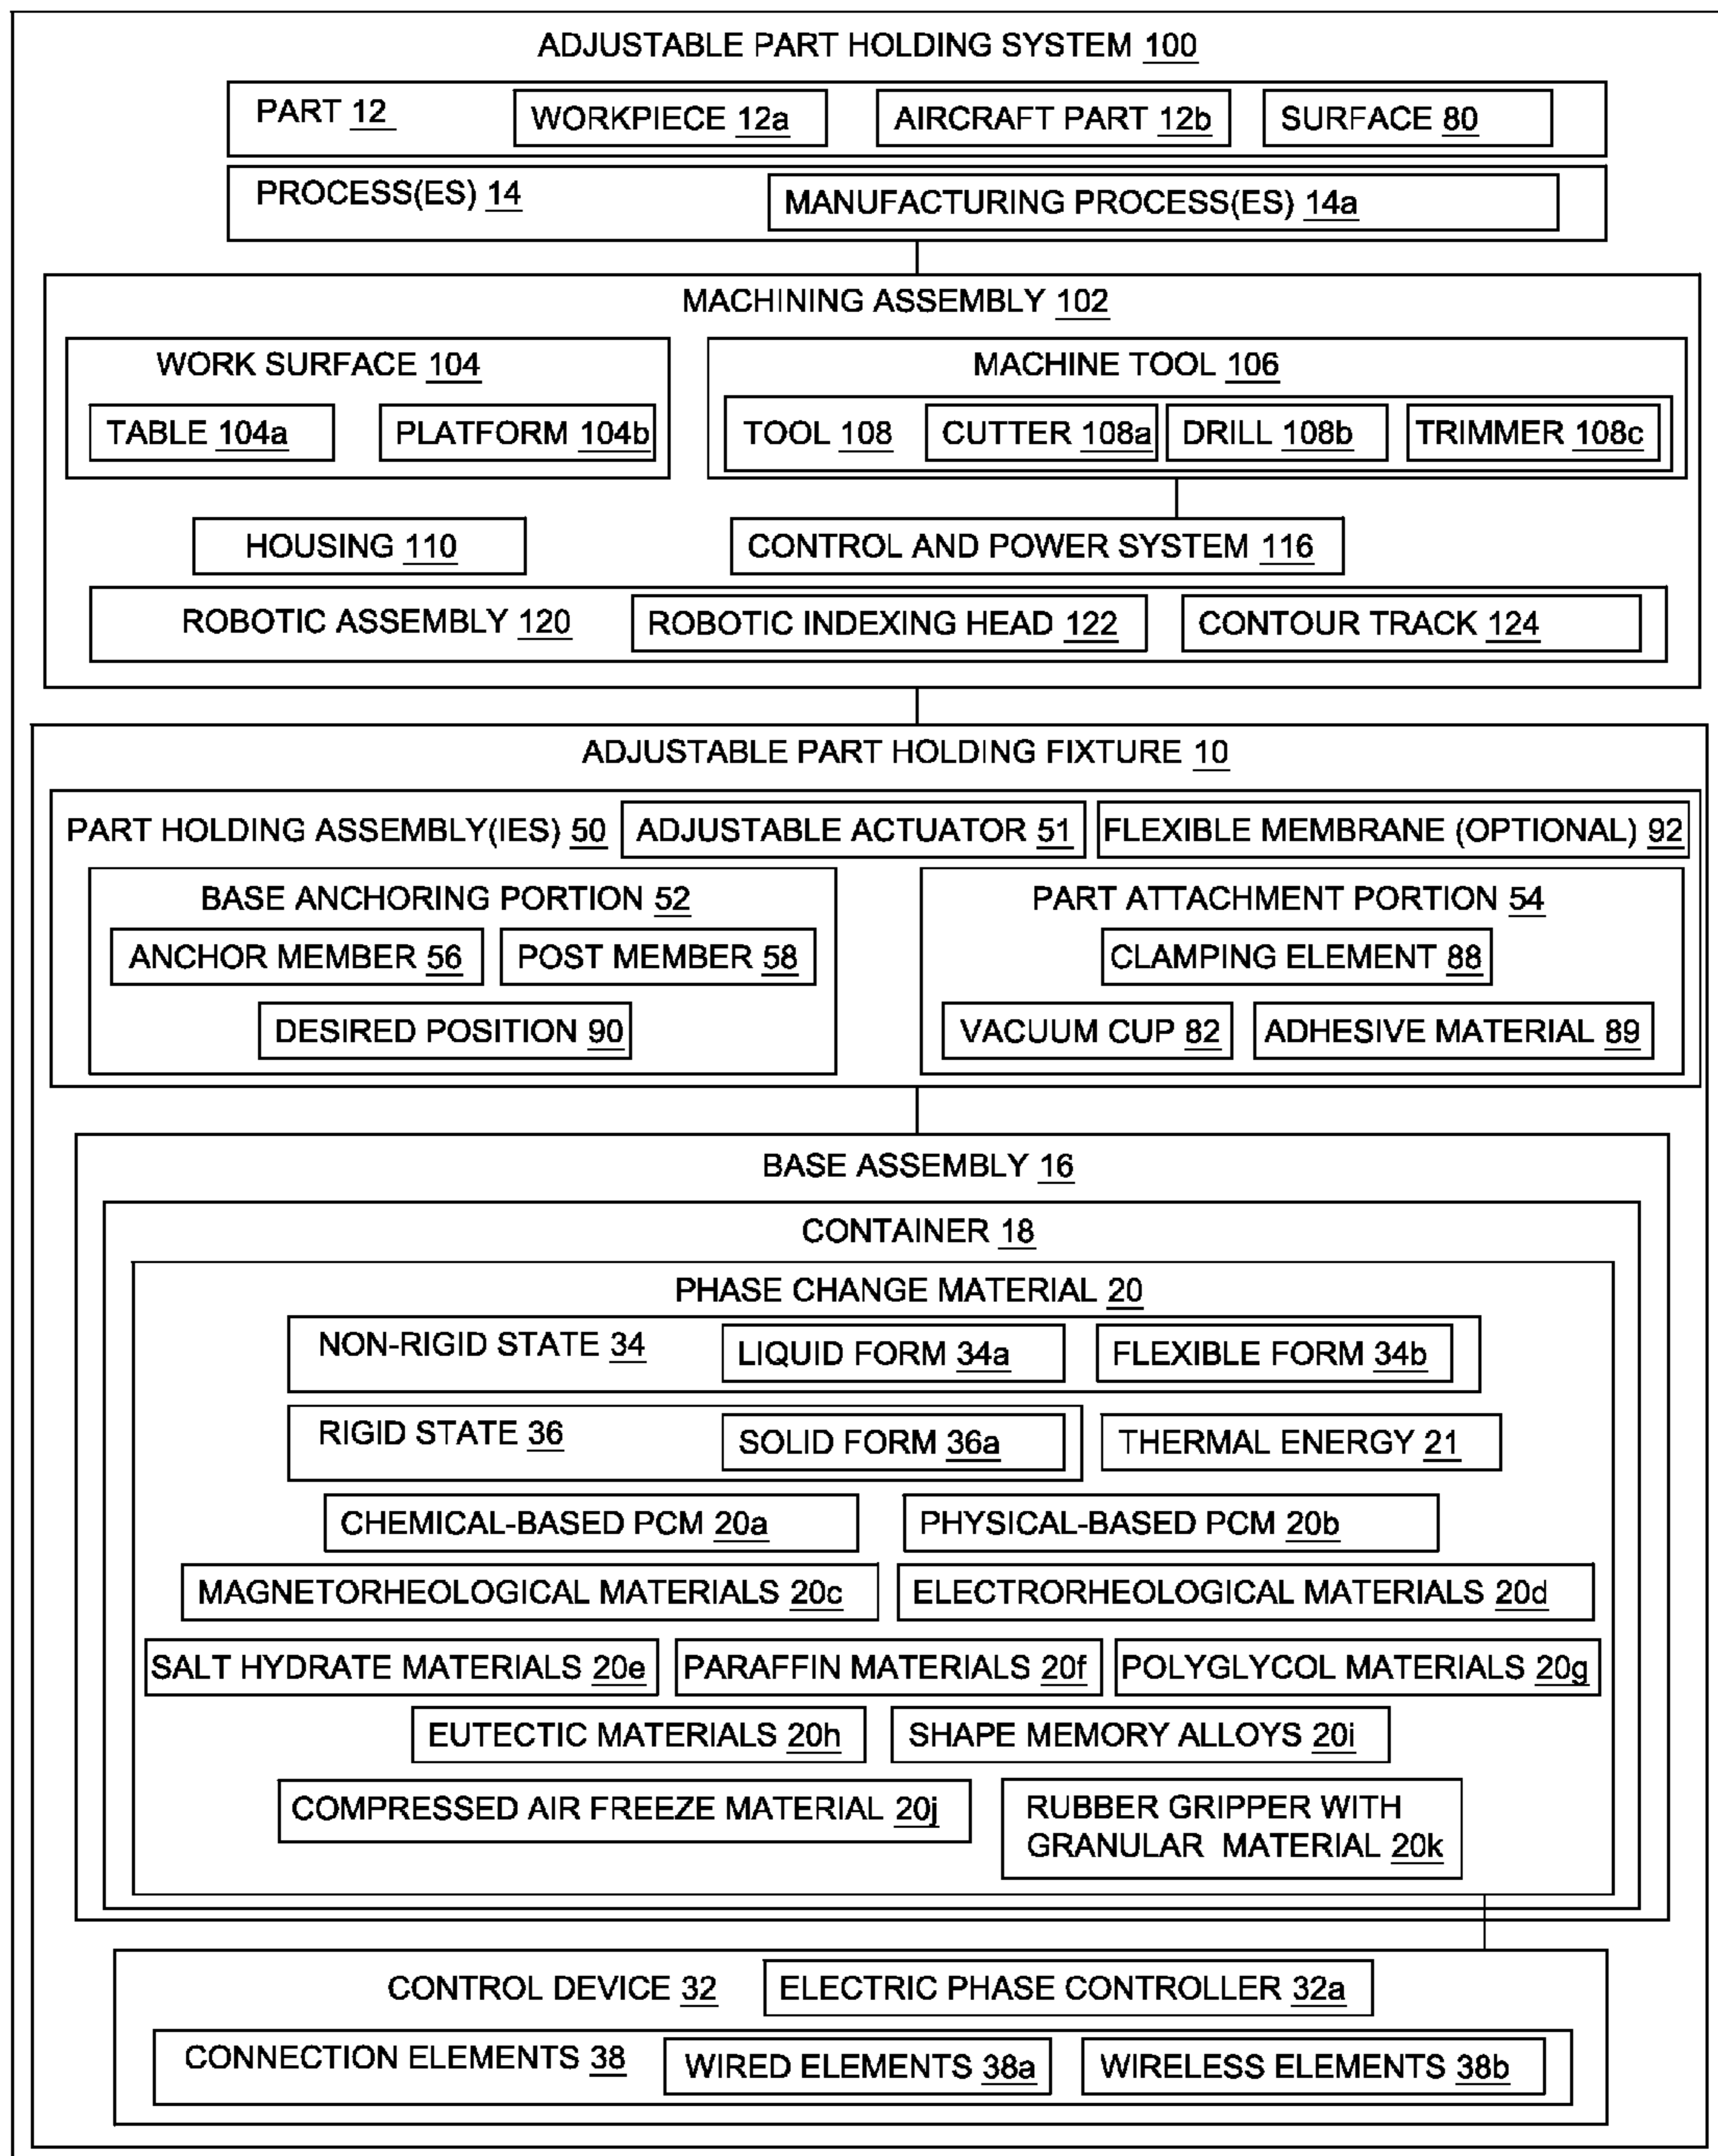 ADJUSTABLE PART HOLDING SYSTEM 100
PART 12
WORKPIECE 12a
AIRCRAFT PART 12b
SURFACE 80
PROCESS(ES) 14
MANUFACTURING PROCESS(ES) 14a
MACHINING ASSEMBLY 102
WORK SURFACE 104
TABLE 104a
PLATFORM 104b
MACHINE TOOL 106
TOOL 108
CUTTER 108a
DRILL 108b
TRIMMER 108c
HOUSING 110
CONTROL AND POWER SYSTEM 116
ROBOTIC ASSEMBLY 120
ROBOTIC INDEXING HEAD 122
CONTOUR TRACK 124
ADJUSTABLE PART HOLDING FIXTURE 10
PART HOLDING ASSEMBLY(IES) 50
ADJUSTABLE ACTUATOR 51
FLEXIBLE MEMBRANE (OPTIONAL) 92
BASE ANCHORING PORTION 52
ANCHOR MEMBER 56
POST MEMBER 58
DESIRED POSITION 90
PART ATTACHMENT PORTION 54
CLAMPING ELEMENT 88
VACUUM CUP 82
ADHESIVE MATERIAL 89
BASE ASSEMBLY 16
CONTAINER 18
PHASE CHANGE MATERIAL 20
NON-RIGID STATE 34
LIQUID FORM 34a
FLEXIBLE FORM 34b
RIGID STATE 36
SOLID FORM 36a
THERMAL ENERGY 21
CHEMICAL-BASED PCM 20a
PHYSICAL-BASED PCM 20b
MAGNETORHEOLOGICAL MATERIALS 20c
ELECTRORHEOLOGICAL MATERIALS 20d
SALT HYDRATE MATERIALS 20e
PARAFFIN MATERIALS 20f
POLYGLYCOL MATERIALS 20g
EUTECTIC MATERIALS 20h
SHAPE MEMORY ALLOYS 20i
COMPRESSED AIR FREEZE MATERIAL 20j
RUBBER GRIPPER WITH
GRANULAR MATERIAL 20k
CONTROL DEVICE 32
ELECTRIC PHASE CONTROLLER 32a
CONNECTION ELEMENTS 38
WIRED ELEMENTS 38a
WIRELESS ELEMENTS 38b